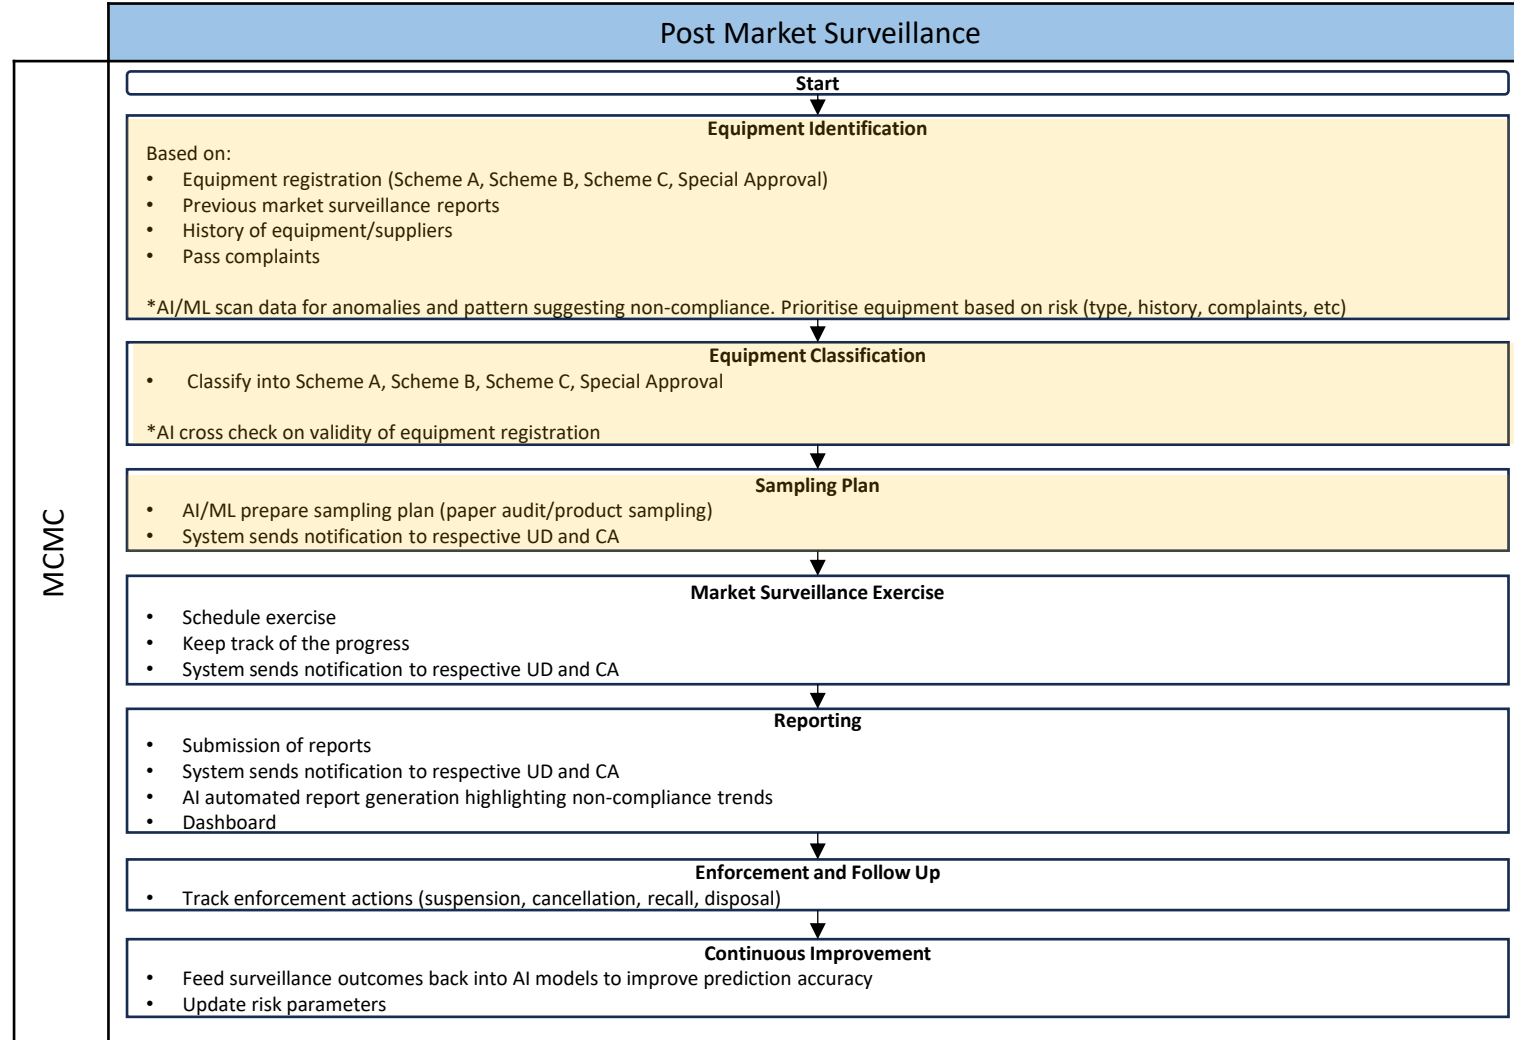 Post Market Surveillance
MCMC
Start
Equipment Identification
Based on:
• Equipment registration (Scheme A, Scheme B, Scheme C, Special Approval)
• Previous market surveillance reports
• History of equipment/suppliers
• Pass complaints
*AI/ML scan data for anomalies and pattern suggesting non-compliance. Prioritise equipment based on risk (type, history, complaints, etc)
Equipment Classification
• Classify into Scheme A, Scheme B, Scheme C, Special Approval
*AI cross check on validity of equipment registration
Sampling Plan
• AI/ML prepare sampling plan (paper audit/product sampling)
• System sends notification to respective UD and CA
Market Surveillance Exercise
• Schedule exercise
• Keep track of the progress
• System sends notification to respective UD and CA
Reporting
• Submission of reports
• System sends notification to respective UD and CA
• AI automated report generation highlighting non-compliance trends
• Dashboard
Enforcement and Follow Up
• Track enforcement actions (suspension, cancellation, recall, disposal)
Continuous Improvement
• Feed surveillance outcomes back into AI models to improve prediction accuracy
• Update risk parameters